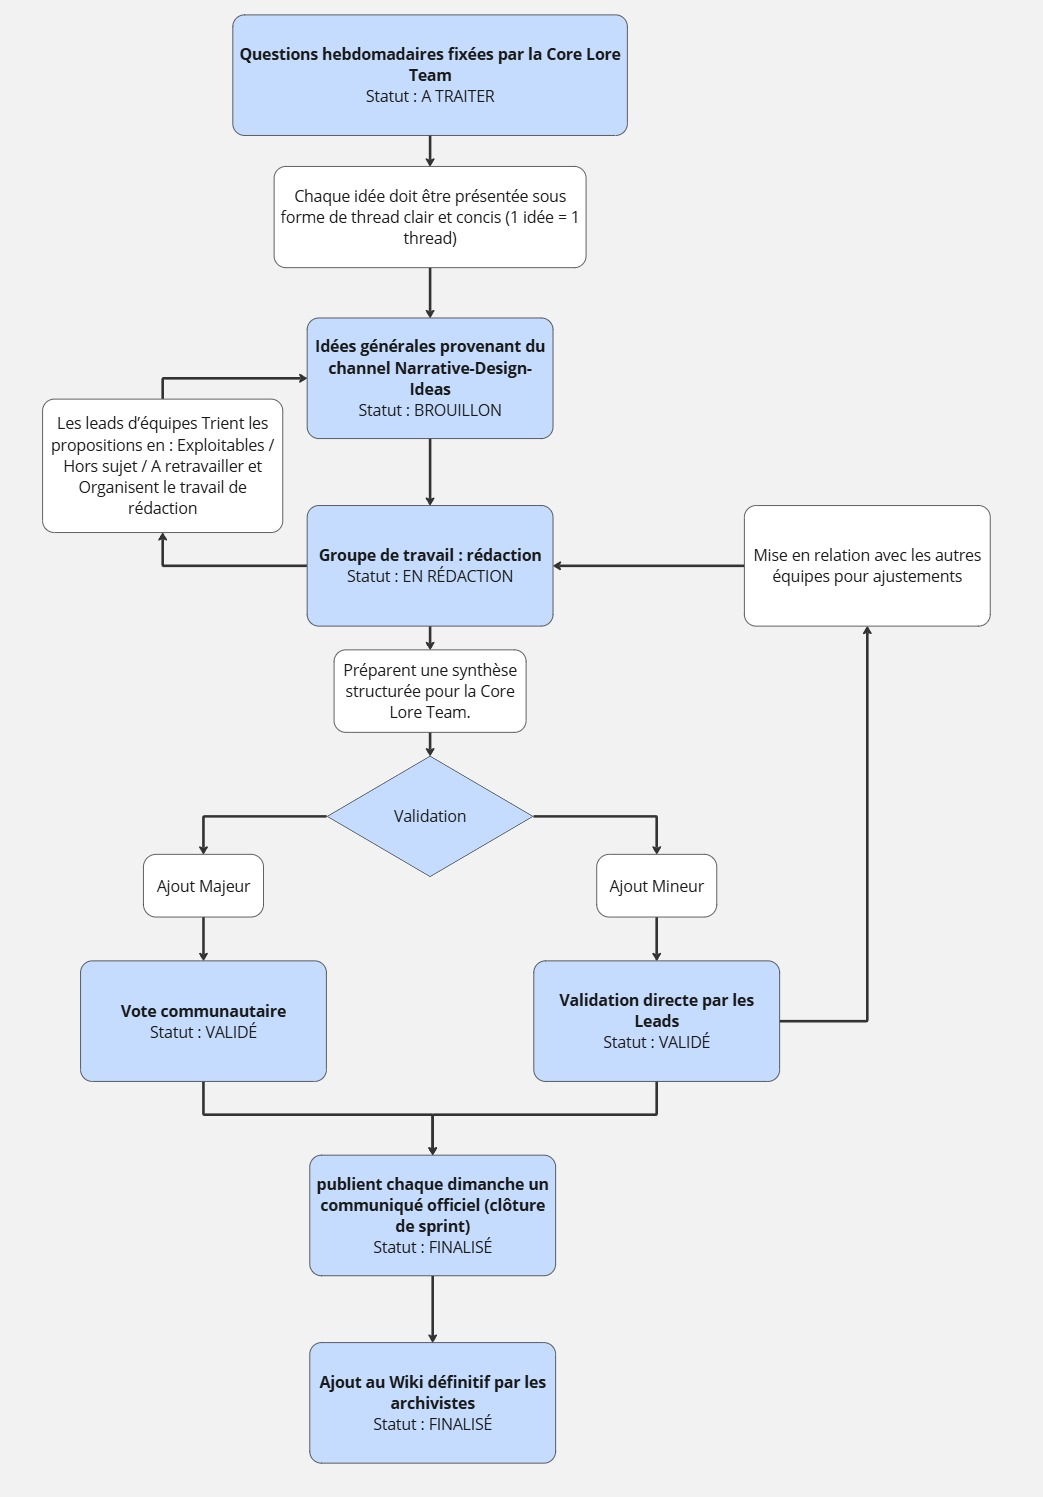 Questions hebdomadaires fixées par la Core Lore
Team
Statut : A TRAITER
Chaque idée doit être présentée sous
forme de thread clair et concis (1 idée = 1
thread)
Idées générales provenant du
channel Narrative-Design-
Ideas
Statut : BROUILLON
Les leads d’équipes Trient les
propositions en : Exploitables /
Hors sujet / A retravailler et
Organisent le travail de
rédaction
Groupe de travail : rédaction
Statut : EN RÉDACTION
Mise en relation avec les autres
équipes pour ajustements
Préparent une synthèse
structurée pour la Core
Lore Team.
Validation
Ajout Majeur
Ajout Mineur
Vote communautaire
Statut : VALIDÉ
Validation directe par les
Leads
Statut : VALIDÉ
publient chaque dimanche un
communiqué officiel (clôture
de sprint)
Statut : FINALISÉ
Ajout au Wiki définitif par les
archivistes
Statut : FINALISÉ